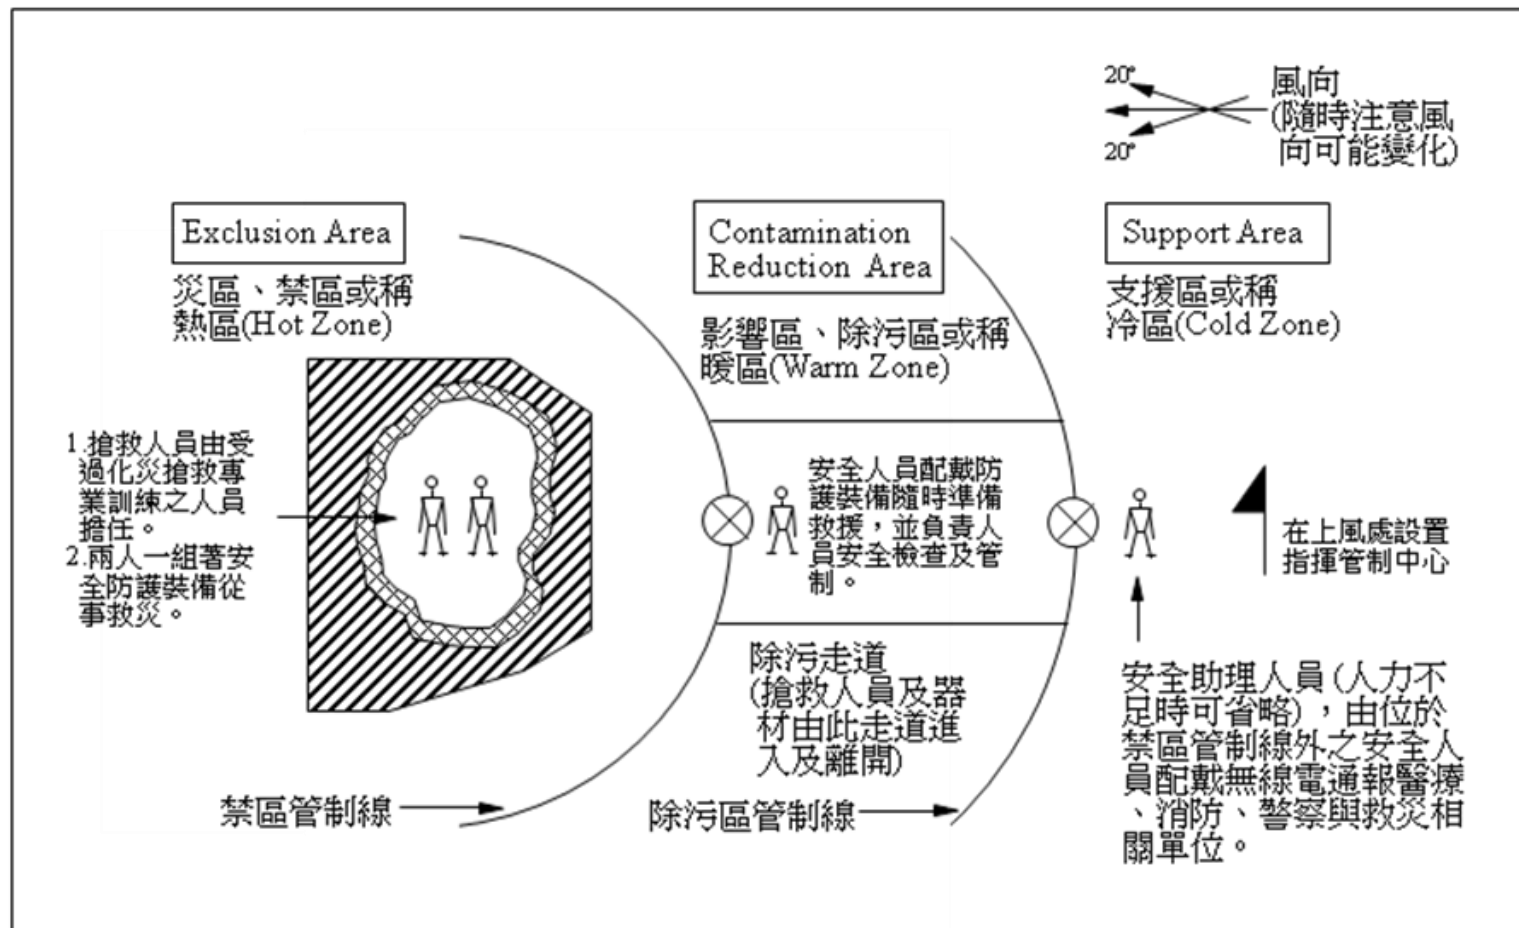 20°
20°
風向
(隨時注意風
向可能變化)
Exclusion Area
災區、禁區或稱
熱區(Hot Zone)
Contamination
Reduction Area
影響區、除污區或稱
暖區(Warm Zone)
Support Area
支援區或稱
冷區(Cold Zone)
1.搶救人員由受
過化災搶救專
業訓練之人員
擔任。
2.兩人一組著安
全防護裝備從
事救災。
安全人員配戴防
護裝備隨時準備
救援，並負責人
員安全檢查及管
制。
在上風處設置
指揮管制中心
除污走道
(搶救人員及器
材由此走道進
入及離開)
安全助理人員(人力不
足時可省略)，由位於
禁區管制線外之安全人
員配戴無線電通報醫療
、消防、警察與救災相
關單位。
禁區管制線
除污區管制線